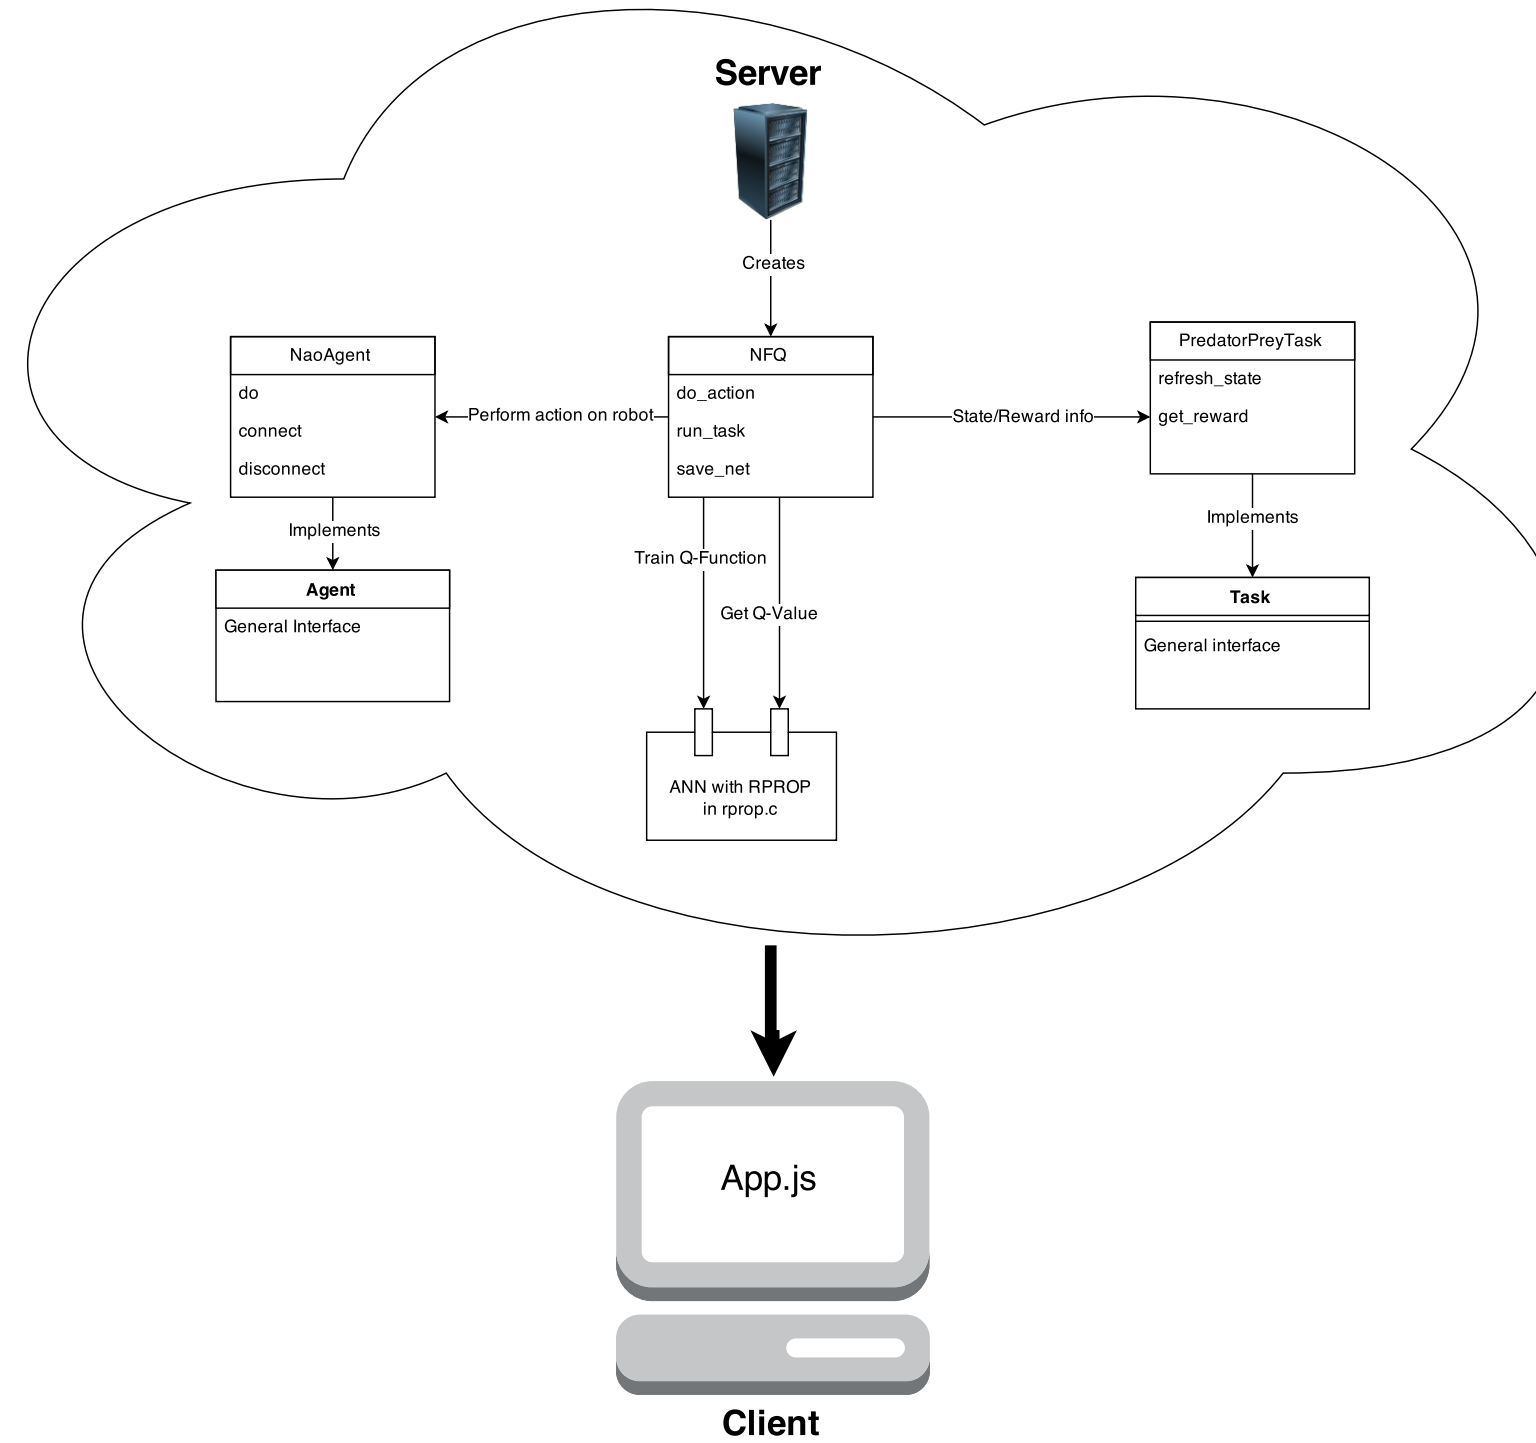 Server
Creates
NaoAgent
do
connect
disconnect
Perform action on robot
NFQ
do_action
run_task
save_net
State/Reward info
PredatorPreyTask
refresh_state
get_reward
Implements
Agent
General Interface
Train Q-Function
Get Q-Value
Implements
Task
General interface
ANN with RPROP
in rprop.c
App.js
Client